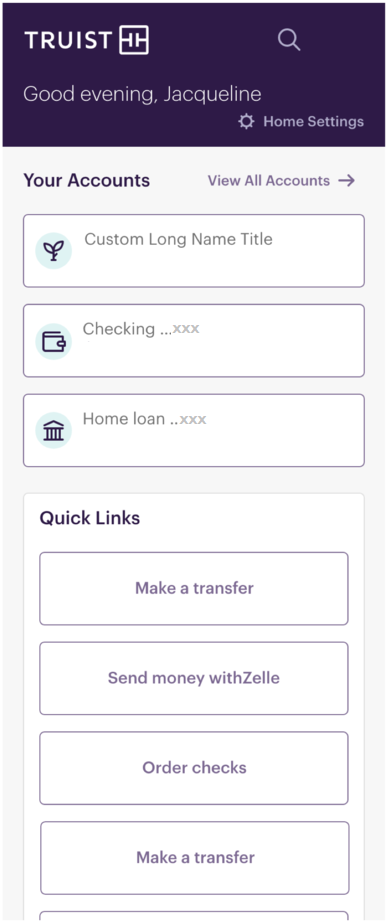 TRUIST
Good evening, Jacqueline
Home Settings
Your Accounts
View All Accounts →
Custom Long Name Title
Checking ...xxx
Home loan ..xxx
Quick Links
Make a transfer
Send money withZelle
Order checks
Make a transfer